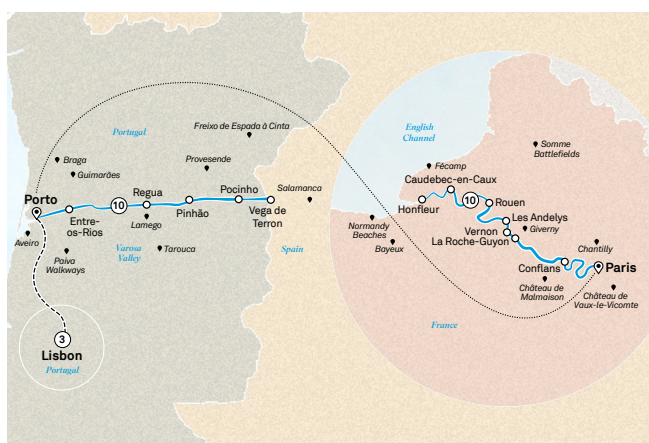 Freixo de Espada à Cinta
Portugal
Braga
Guimarães
Provesende
Porto
Regua
Pocinho
Salamanca
10
Entre-
os-Rios
Pinhão
Vega de
Terron
Lamego
Aveiro
Paiva
Walkways
Varosa
Valley
Tarouca
Spain
3
Lisbon
Portugal
English
Channel
Somme
Battlefields
Fécamp
Caudebec-en-Caux
10
Rouen
Honfleur
Les Andelys
Normandy
Beaches
Giverny
Vernon
Bayeux
La Roche-Guyon
Chantilly
Conflans
Paris
Château de
Malmaison
Château de
Vaux-le-Vicomte
France